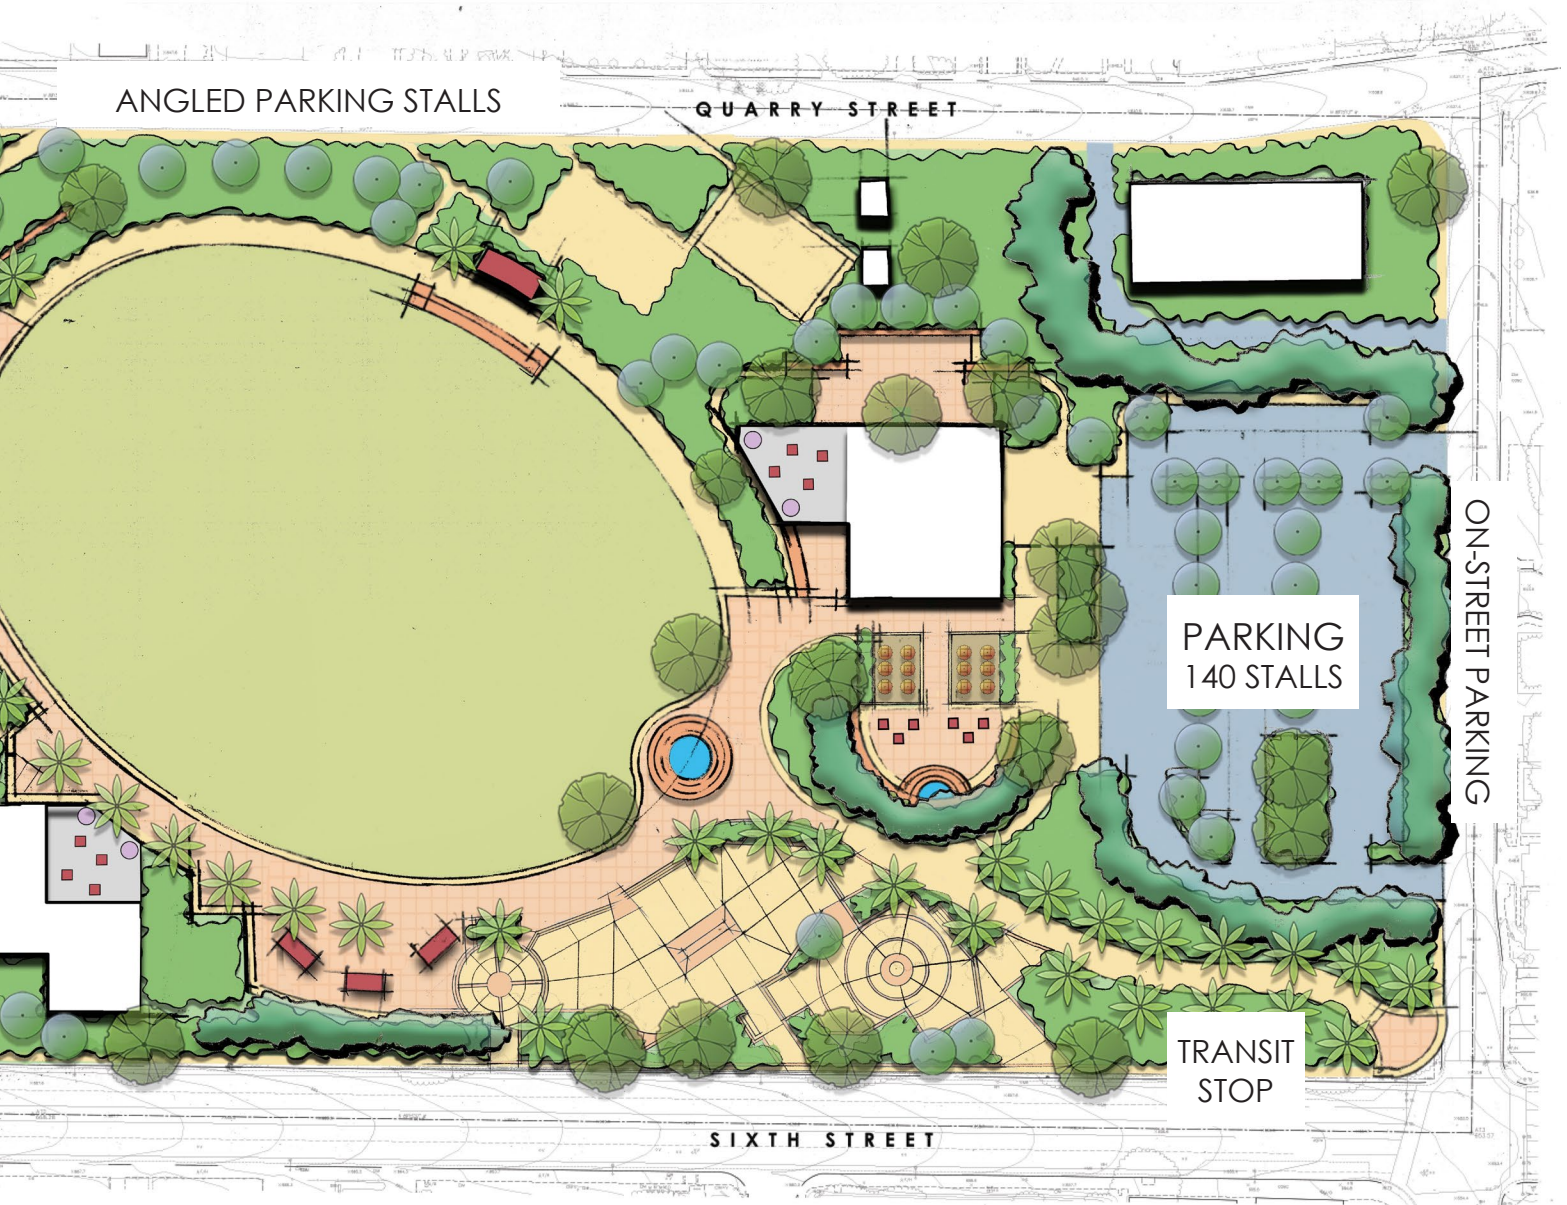 ANGLED PARKING STALLS
QUARRY STREET
ON-STREET PARKING
PARKING
140 STALLS
TRANSIT
STOP
SIXTH STREET